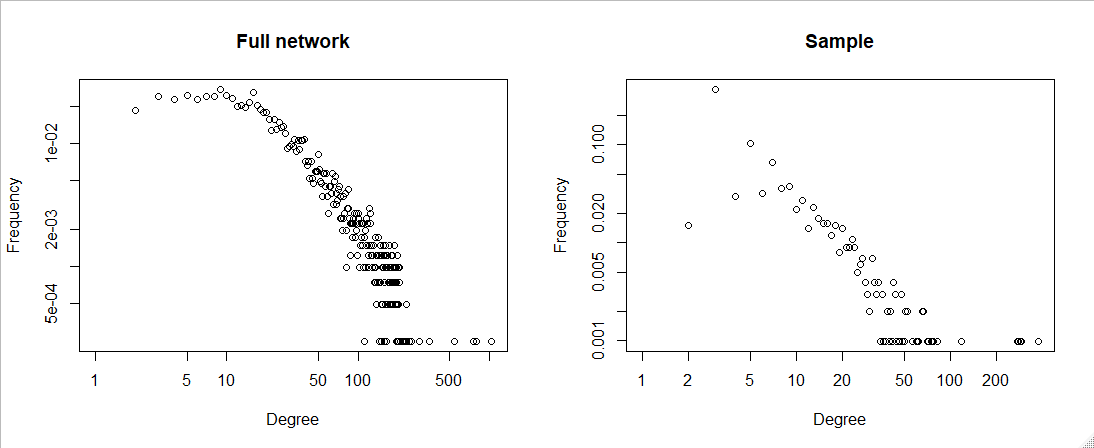 Full network
Frequency
1e-02
2e-03
5e-04
1 5 10 50 100 500
Degree
Sample
Frequency
0.100
0.020
0.005
0.001
1 2 5 10 20 50 100 200
Degree